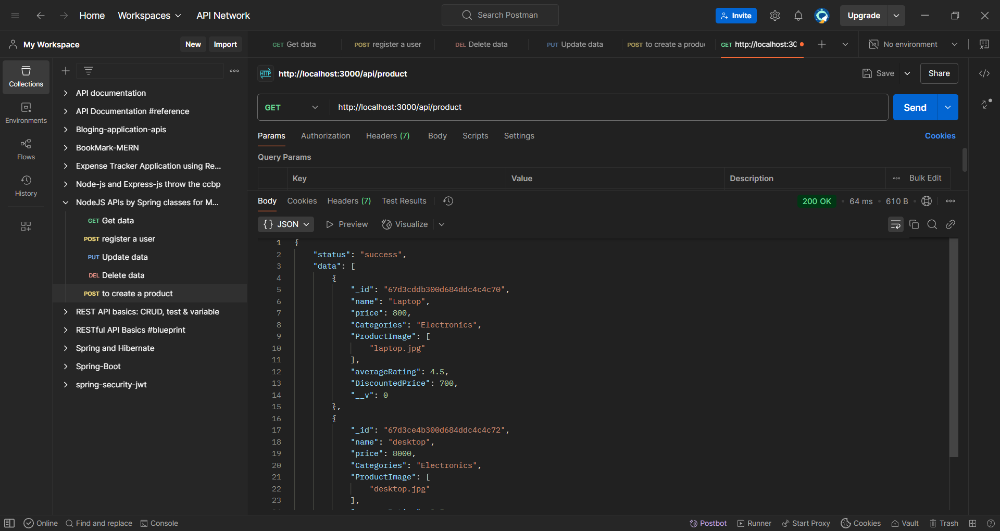 Home Workspaces API Network Search Postman Invite Upgrade
My Workspace New Import
GET Get data POST register a user DEL Delete data PUT Update data POST to create a produ GET http://localhost:30 No environment
Collections
Environments
Flows
History
API documentation
API Documentation #reference
Bloging-application-apis
BookMark-MERN
Expense Tracker Application using Re...
Node-js and Express-js throw the ccbp
NodeJS APIs by Spring classes for M...
GET Get data
POST register a user
PUT Update data
DEL Delete data
POST to create a product
REST API basics: CRUD, test & variable
RESTful API Basics #blueprint
Spring and Hibernate
Spring-Boot
spring-security-jwt
HTTP http://localhost:3000/api/product Save Share
GET http://localhost:3000/api/product Send
Params Authorization Headers (7) Body Scripts Settings Cookies
Query Params
Key Value Description Bulk Edit
Body Cookies Headers (7) Test Results 200 OK 64 ms 610 B
{} JSON Preview Visualize
1 {
2 "status": "success",
3 "data": [
4 {
5 "_id": "67d3cddb300d684ddc4c4c70",
6 "name": "Laptop",
7 "price": 800,
8 "Categories": "Electronics",
9 "ProductImage": [
10 "laptop.jpg"
11 ],
12 "averageRating": 4.5,
13 "DiscountedPrice": 700,
14 "__v": 0
15 },
16 {
17 "_id": "67d3ce4b300d684ddc4c4c72",
18 "name": "desktop",
19 "price": 8000,
20 "Categories": "Electronics",
21 "ProductImage": [
22 "desktop.jpg"
23 ],
Online Find and replace Console Postbot Runner Start Proxy Cookies Vault Trash